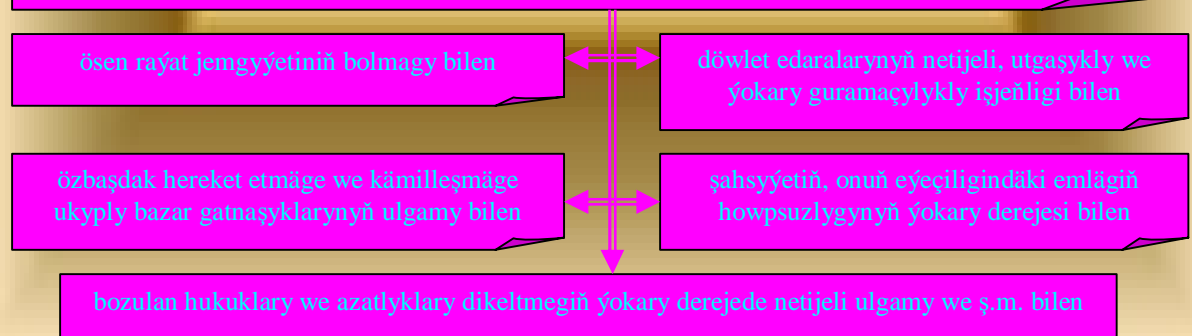 ösen raýat jemgyýetiniň bolmagy bilen
döwlet edaralarynyň netijeli, utgaşykly we
ýokary guramaçylykly işjeňligi bilen
özbaşdak hereket etmäge we kämilleşmäge
ukyply bazar gatnaşyklarynyň ulgamy bilen
şahsyýetiň, onuň eýeçiligindäki emlägiň
howpsuzlygynyň ýokary derejesi bilen
bozulan hukuklary we azatlyklary dikeltmegiň ýokary derejede netijeli ulgamy we ş.m. bilen